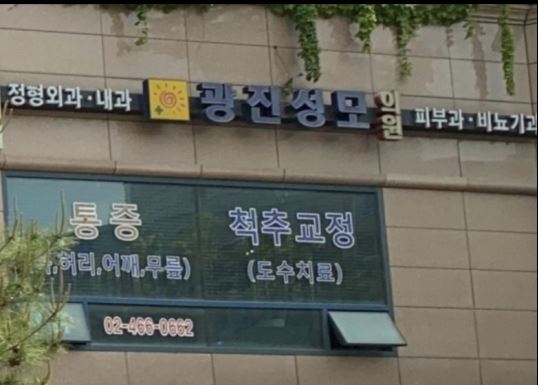 정형외과·내과 광진성모 의원 피부과·비뇨기과
통증 척추교정
,허리,어깨,무릎) (도수치료)
02-466-0662